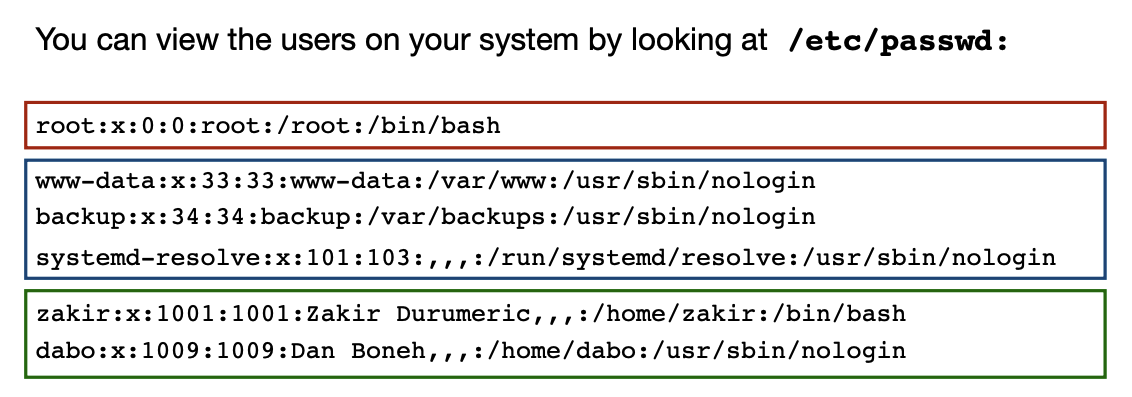 You can view the users on your system by looking at /etc/passwd:
root:x:0:0:root:/root:/bin/bash
www-data:x:33:33:www-data:/var/www:/usr/sbin/nologin
backup:x:34:34:backup:/var/backups:/usr/sbin/nologin
systemd-resolve:x:101:103:,,,:/run/systemd/resolve:/usr/sbin/nologin
zakir:x:1001:1001:Zakir Durumeric,,,:/home/zakir:/bin/bash
dabo:x:1009:1009:Dan Boneh,,,:/home/dabo:/usr/sbin/nologin